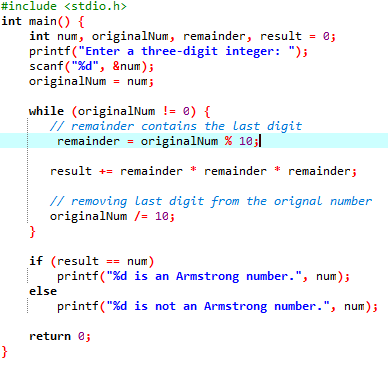 #include <stdio.h>
int main() {
    int num, originalNum, remainder, result = 0;
    printf("Enter a three-digit integer: ");
    scanf("%d", &num);
    originalNum = num;

    while (originalNum != 0) {
       // remainder contains the last digit
        remainder = originalNum % 10;

       result += remainder * remainder * remainder;

       // removing last digit from the orignal number
       originalNum /= 10;
    }

    if (result == num)
        printf("%d is an Armstrong number.", num);
    else
        printf("%d is not an Armstrong number.", num);

    return 0;
}